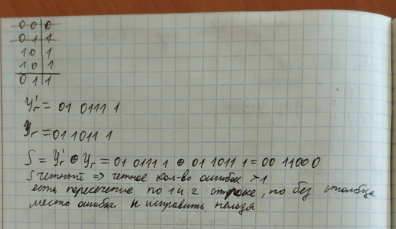 0 0 | 0
0 1 | 1
1 0 | 1
1 0 | 1
0 1 | 1
Y'r = 01 0111 1
Yr = 01 1011 1
S = Y'r ⊕ Yr = 01 0111 1 ⊕ 01 1011 1 = 00 1100 0
S четный => четное кол-во ошибок > 1
есть пересечение по 1 и 2 строке, но без столбца
место ошибки и исправить нельзя